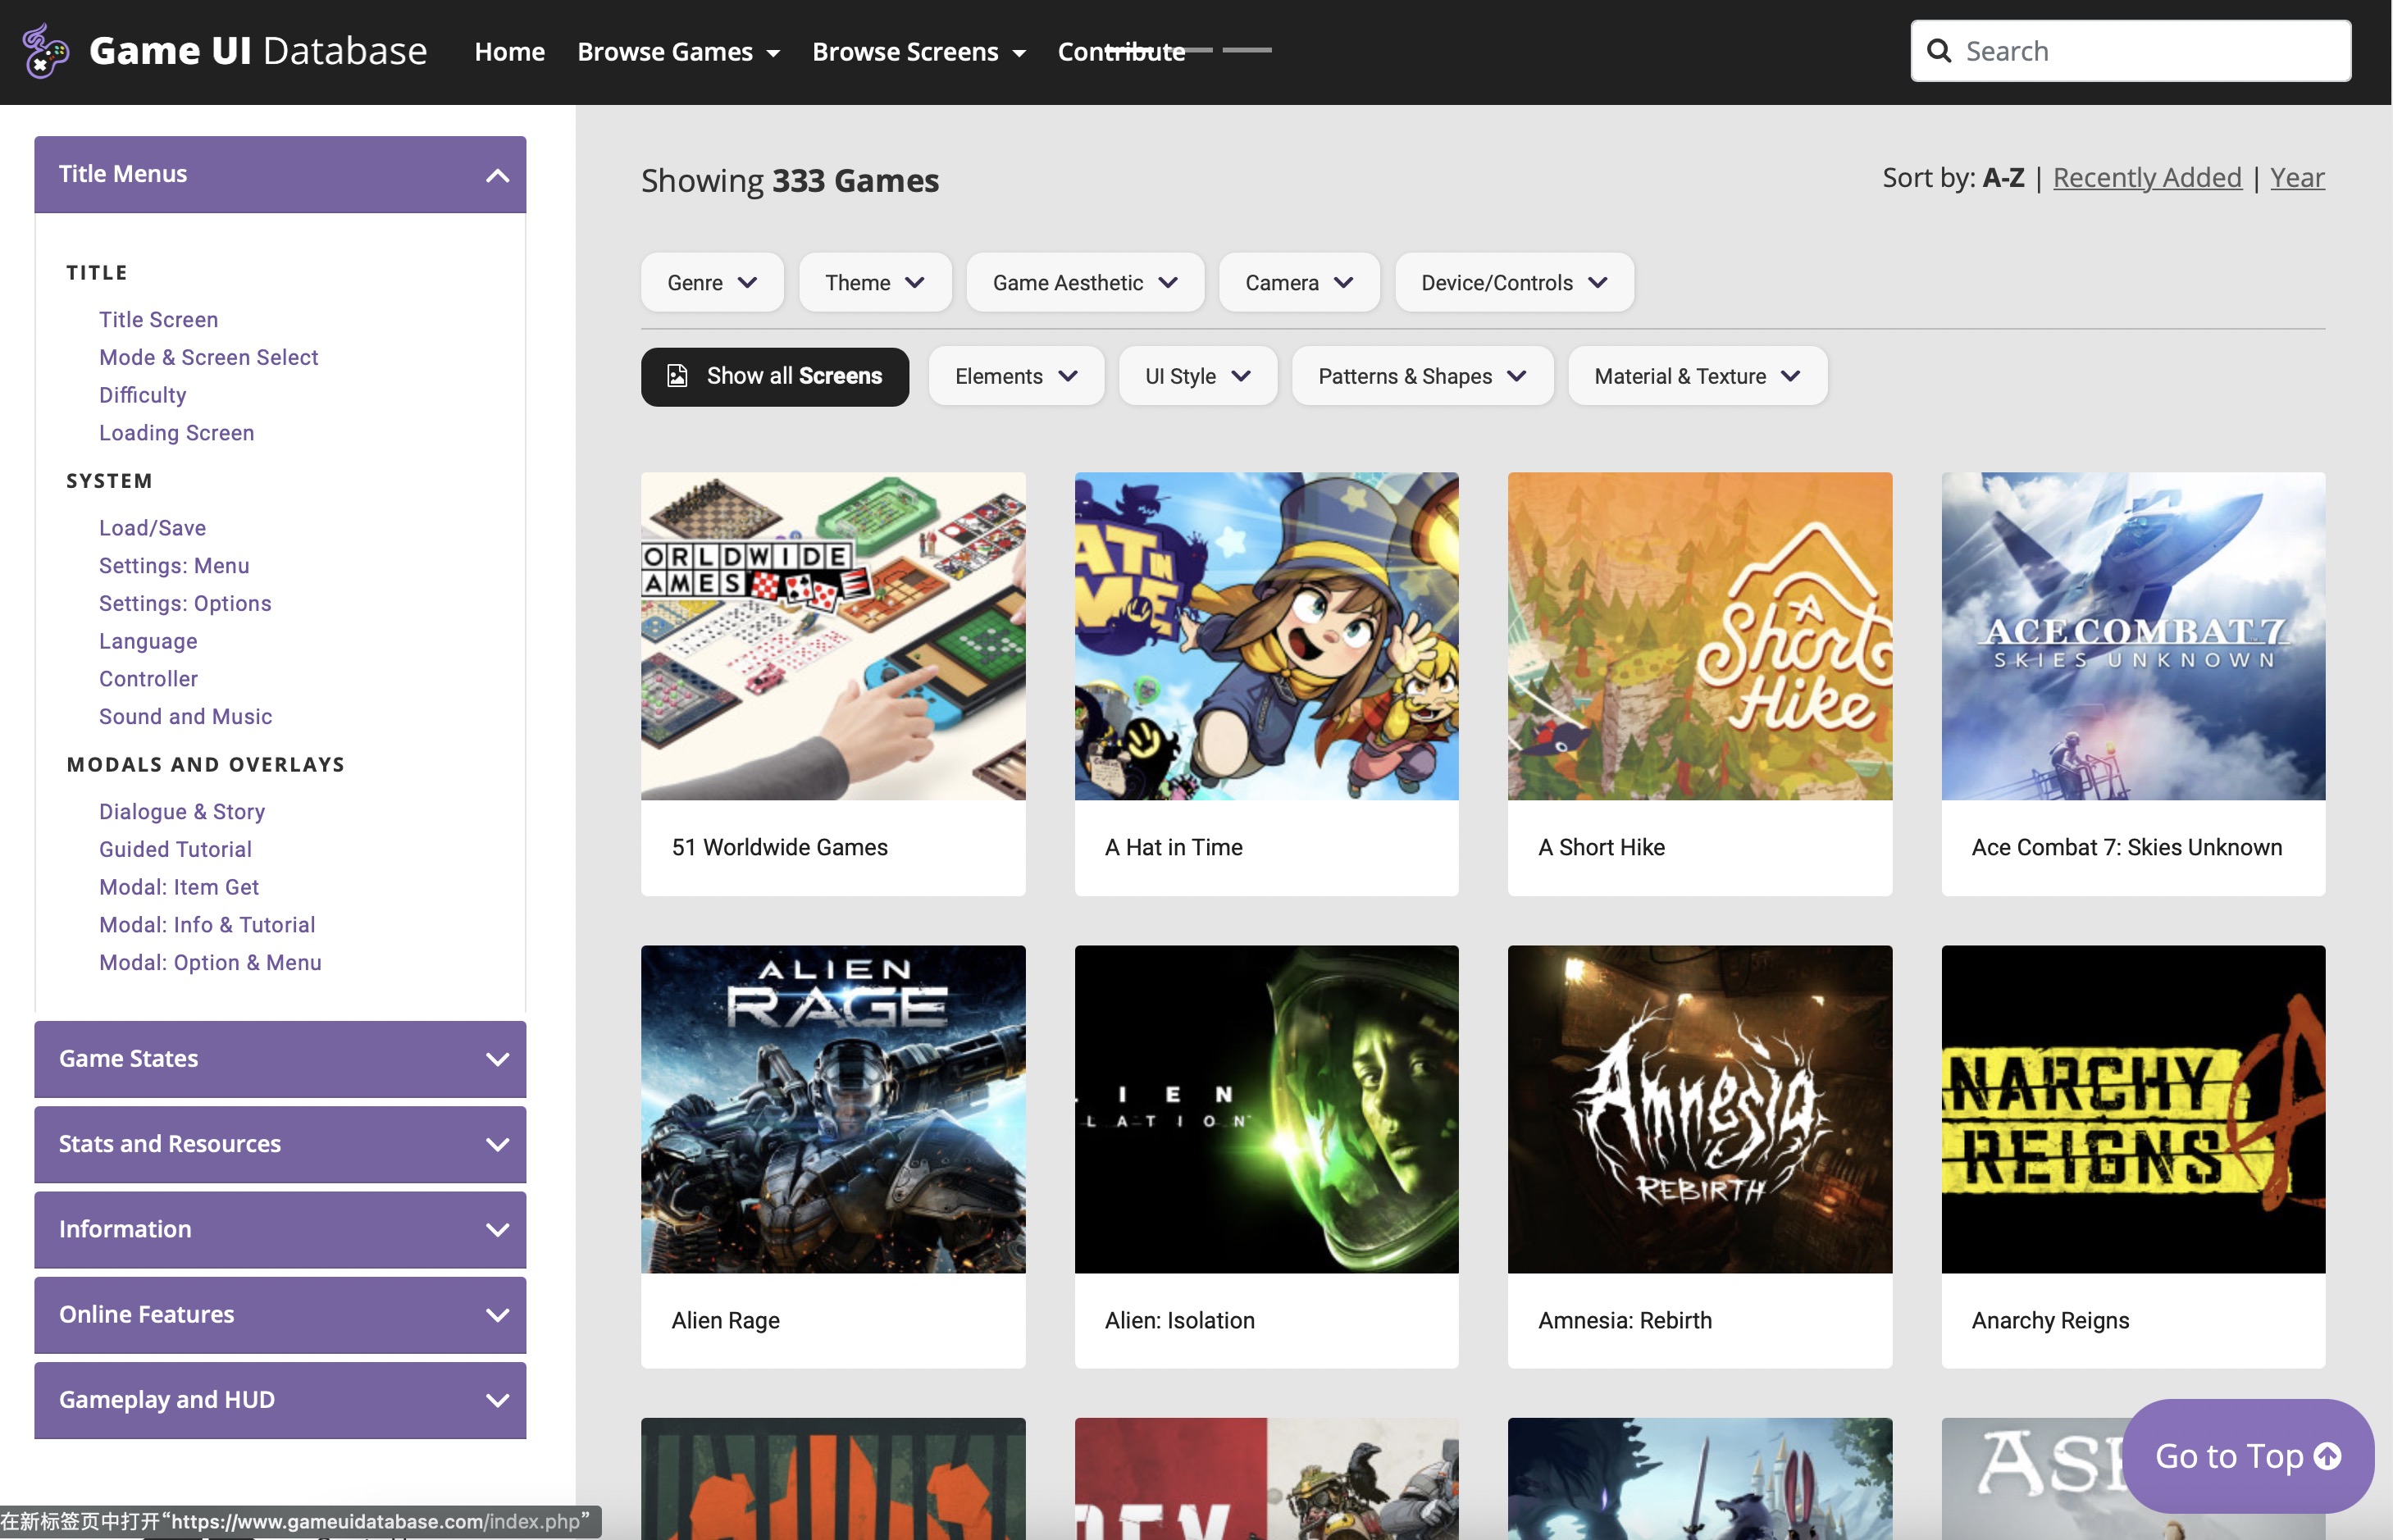 Game UI Database
Home
Browse Games
Browse Screens
Contribute
Search
Title Menus
TITLE
Title Screen
Mode & Screen Select
Difficulty
Loading Screen
SYSTEM
Load/Save
Settings: Menu
Settings: Options
Language
Controller
Sound and Music
MODALS AND OVERLAYS
Dialogue & Story
Guided Tutorial
Modal: Item Get
Modal: Info & Tutorial
Modal: Option & Menu
Game States
Stats and Resources
Information
Online Features
Gameplay and HUD
Showing 333 Games
Sort by: A-Z | Recently Added | Year
Genre
Theme
Game Aesthetic
Camera
Device/Controls
Show all Screens
Elements
UI Style
Patterns & Shapes
Material & Texture
ORLDWIDE
AMES
AT IN
ME
A
Short
Hike
ACE COMBAT 7
SKIES UNKNOWN
51 Worldwide Games
A Hat in Time
A Short Hike
Ace Combat 7: Skies Unknown
ALIEN
RAGE
IEN
LATION
Amnesia
REBIRTH
NARCHY
REIGNS
Alien Rage
Alien: Isolation
Amnesia: Rebirth
Anarchy Reigns
Go to Top
在新标签页中打开“https://www.gameuidatabase.com/index.php”